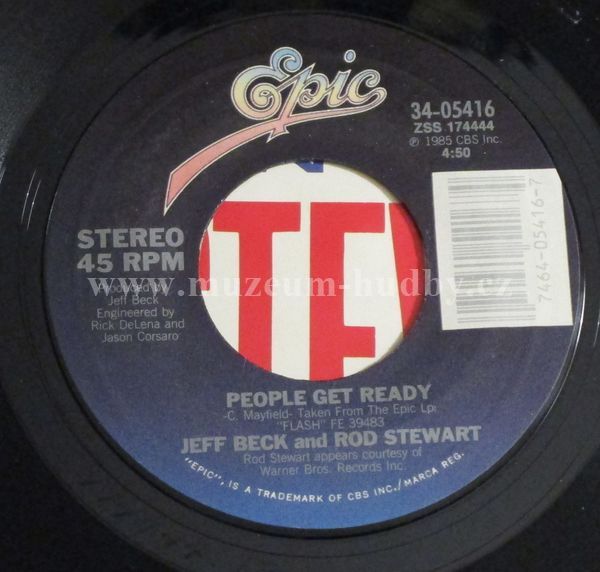 Epic
34-05416
ZSS 174444
℗ 1985 CBS Inc.
4:50
STEREO
45 RPM
7464-05416-7
www.muzeum-hudby.cz
Produced by
Jeff Beck
Engineered by
Rick DeLena and
Jason Corsaro
TE
PEOPLE GET READY
-C. Mayfield- Taken From The Epic Lp:
"FLASH" FE 39483
JEFF BECK and ROD STEWART
Rod Stewart appears courtesy of
Warner Bros. Records Inc.
"EPIC", IS A TRADEMARK OF CBS INC./MARCA REG.